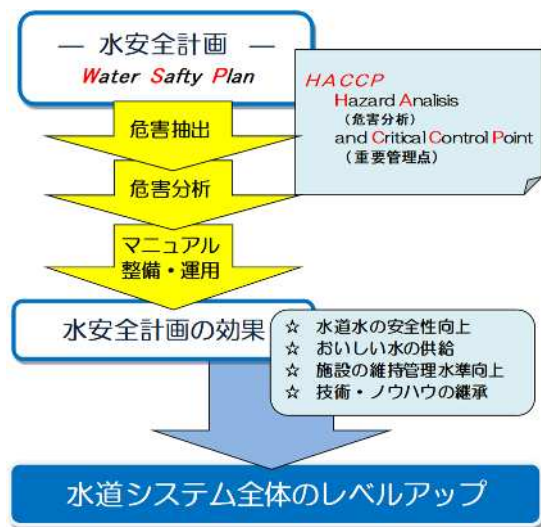 ― 水安全計画 ―
Water Safty Plan
HACCP
Hazard Analisis
(危害分析)
and Critical Control Point
(重要管理点)
危害抽出
危害分析
マニュアル
整備・運用
水安全計画の効果
☆ 水道水の安全性向上
☆ おいしい水の供給
☆ 施設の維持管理水準向上
☆ 技術・ノウハウの継承
水道システム全体のレベルアップ